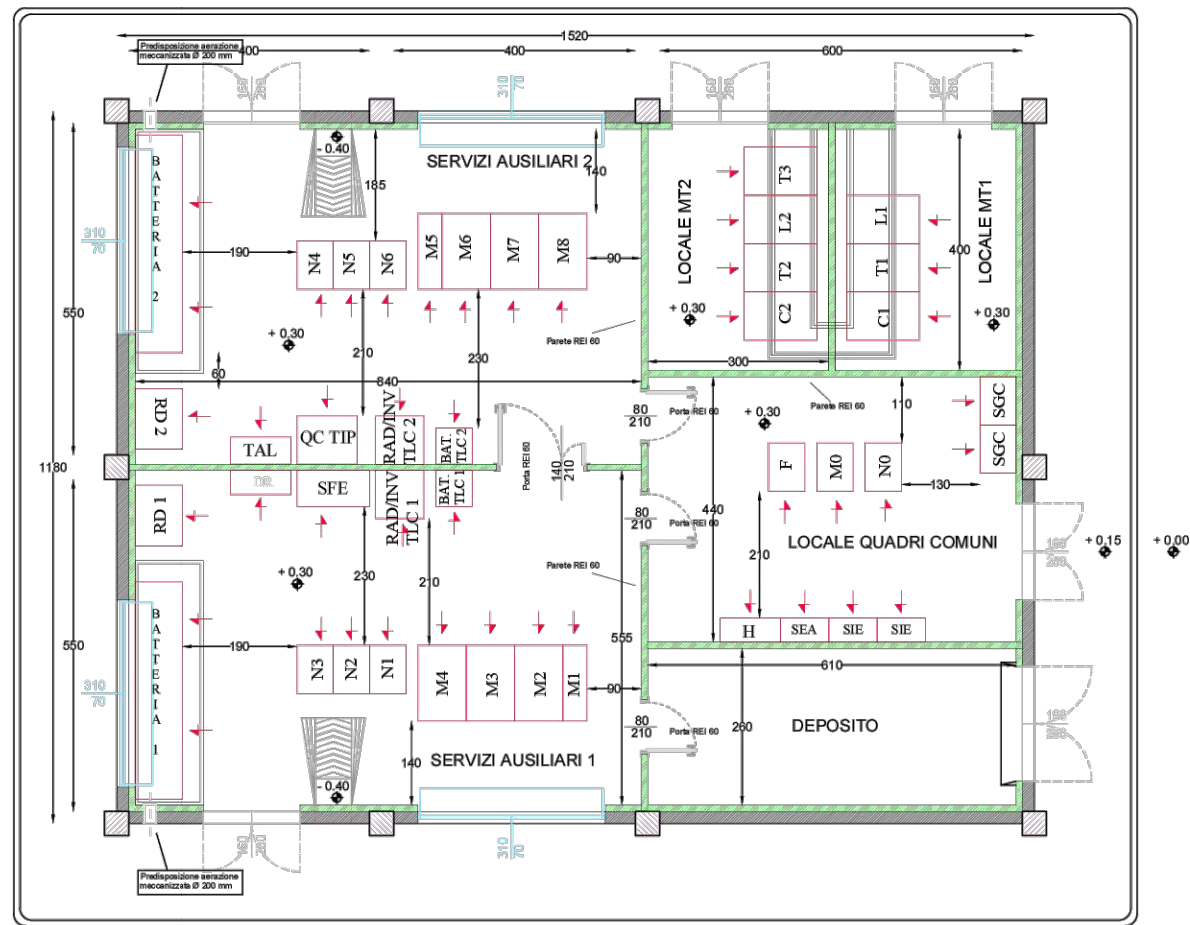 1520
Predisposizione aerazione
meccanizzata Ø 200 mm
400
400
600
160
260
310
70
160
260
160
260
- 0.40
SERVIZI AUSILIARI 2
140
185
BATTERIA 2
310
70
190
N4
N5
N6
M5
M6
M7
M8
90
LOCALE MT2
T3
L2
T2
C2
L1
T1
C1
LOCALE MT1
400
550
+ 0.30
+ 0.30
+ 0.30
Parete REI 60
210
230
60
300
840
RD 2
TAL
QC TIP
RAD/INV
TLC 2
BAT.
TLC 2
80
210
Porta REI 60
Parete REI 60
+ 0.30
110
SGC
SGC
1180
DR
SFE
RAD/INV
TLC 1
BAT.
TLC 1
Porta REI 60
140
210
F
M0
N0
130
RD 1
80
210
Porta REI 60
440
210
LOCALE QUADRI COMUNI
160
260
+ 0.15
+ 0.00
+ 0.30
230
210
Parete REI 60
555
550
BATTERIA 1
310
70
190
N3
N2
N1
M4
M3
M2
M1
90
H
SEA
SIE
SIE
610
80
210
Porta REI 60
260
DEPOSITO
160
260
140
SERVIZI AUSILIARI 1
- 0.40
160
260
310
70
Predisposizione aerazione
meccanizzata Ø 200 mm